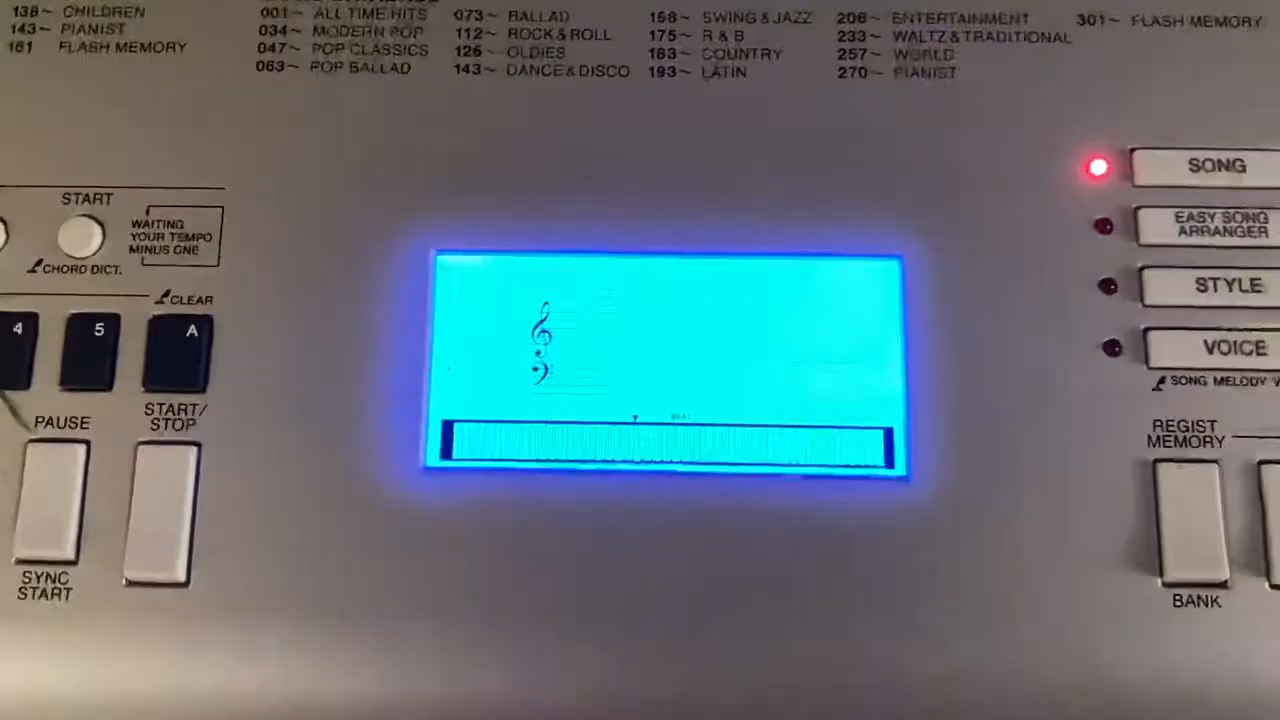 138~ CHILDREN
143~ PIANIST
161 FLASH MEMORY
001~ ALL TIME HITS
034~ MODERN POP
047~ POP CLASSICS
063~ POP BALLAD
073~ BALLAD
112~ ROCK & ROLL
126~ OLDIES
143~ DANCE & DISCO
158~ SWING & JAZZ
175~ R & B
183~ COUNTRY
193~ LATIN
208~ ENTERTAINMENT
233~ WALTZ & TRADITIONAL
257~ WORLD
270~ PIANIST
301~ FLASH MEMORY
START
WAITING
YOUR TEMPO
MINUS ONE
CHORD DICT.
CLEAR
4
5
A
PAUSE
START/
STOP
SYNC
START
BEAT
SONG
EASY SONG
ARRANGER
STYLE
VOICE
SONG MELODY V
REGIST
MEMORY
BANK